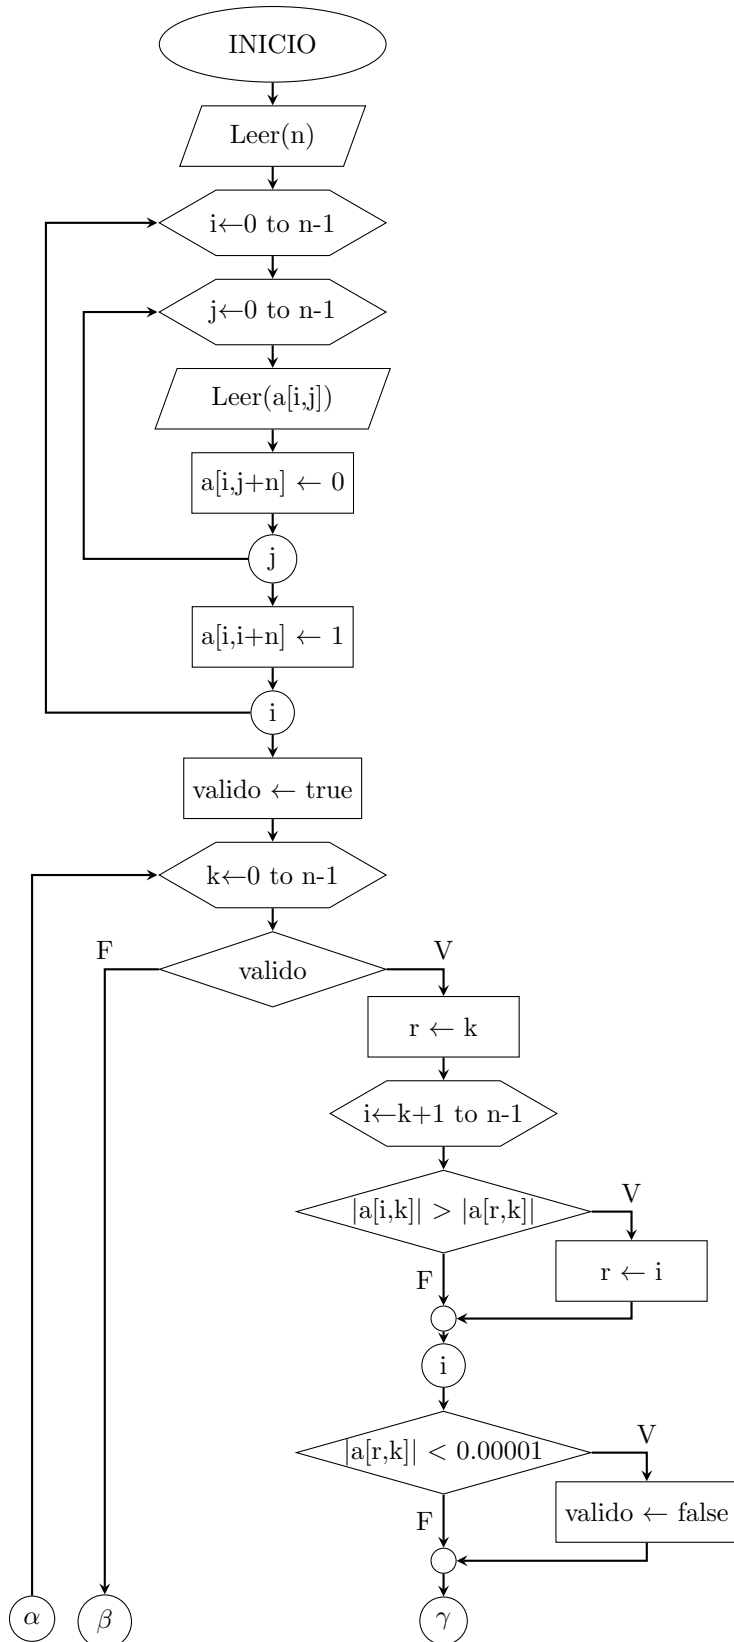 INICIO
Leer(n)
i←0 to n-1
j←0 to n-1
Leer(a[i,j])
a[i,j+n] ← 0
j
a[i,i+n] ← 1
i
valido ← true
k←0 to n-1
F
valido
V
r ← k
i←k+1 to n-1
|a[i,k]| > |a[r,k]|
V
r ← i
F
i
|a[r,k]| < 0.00001
V
valido ← false
F
α
β
γ